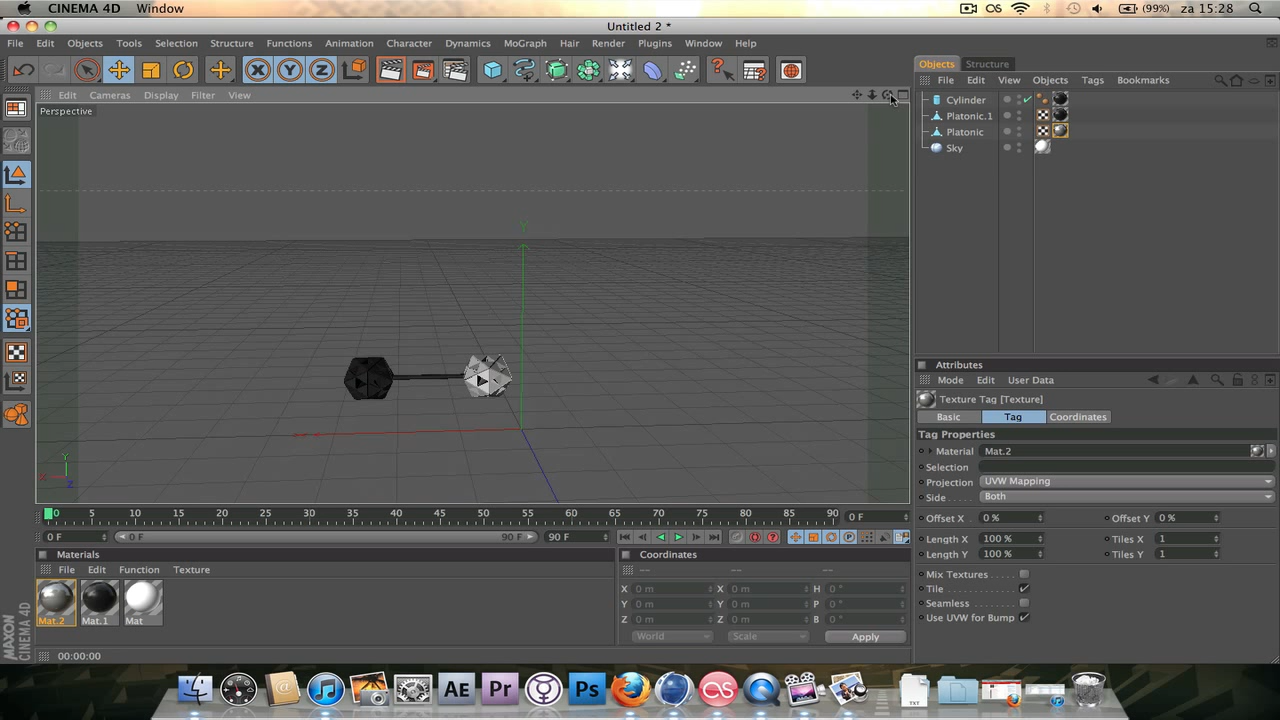 CINEMA 4D Window
(99%) za 15:28
Untitled 2 *
File Edit Objects Tools Selection Structure Functions Animation Character Dynamics MoGraph Hair Render Plugins Window Help
X Y Z
Objects Structure
File Edit View Objects Tags Bookmarks
Edit Cameras Display Filter View
Perspective
Cylinder
Platonic.1
Platonic
Sky
Y
Y
X
Z
Attributes
Mode Edit User Data
Texture Tag [Texture]
Basic Tag Coordinates
Tag Properties
Material Mat.2
Selection
Projection UVW Mapping
Side Both
Offset X 0 % Offset Y 0 %
Length X 100 % Tiles X 1
Length Y 100 % Tiles Y 1
Mix Textures
Tile
Seamless
Use UVW for Bump
0 5 10 15 20 25 30 35 40 45 50 55 60 65 70 75 80 85 90 0 F
0 F 0 F 90 F 90 F
Materials
File Edit Function Texture
Mat.2 Mat.1 Mat
Coordinates
-- -- --
X 0 m X 0 m H 0 °
Y 0 m Y 0 m P 0 °
Z 0 m Z 0 m B 0 °
World Scale Apply
MAXON
CINEMA 4D
00:00:00
AE Pr Ps
TXT